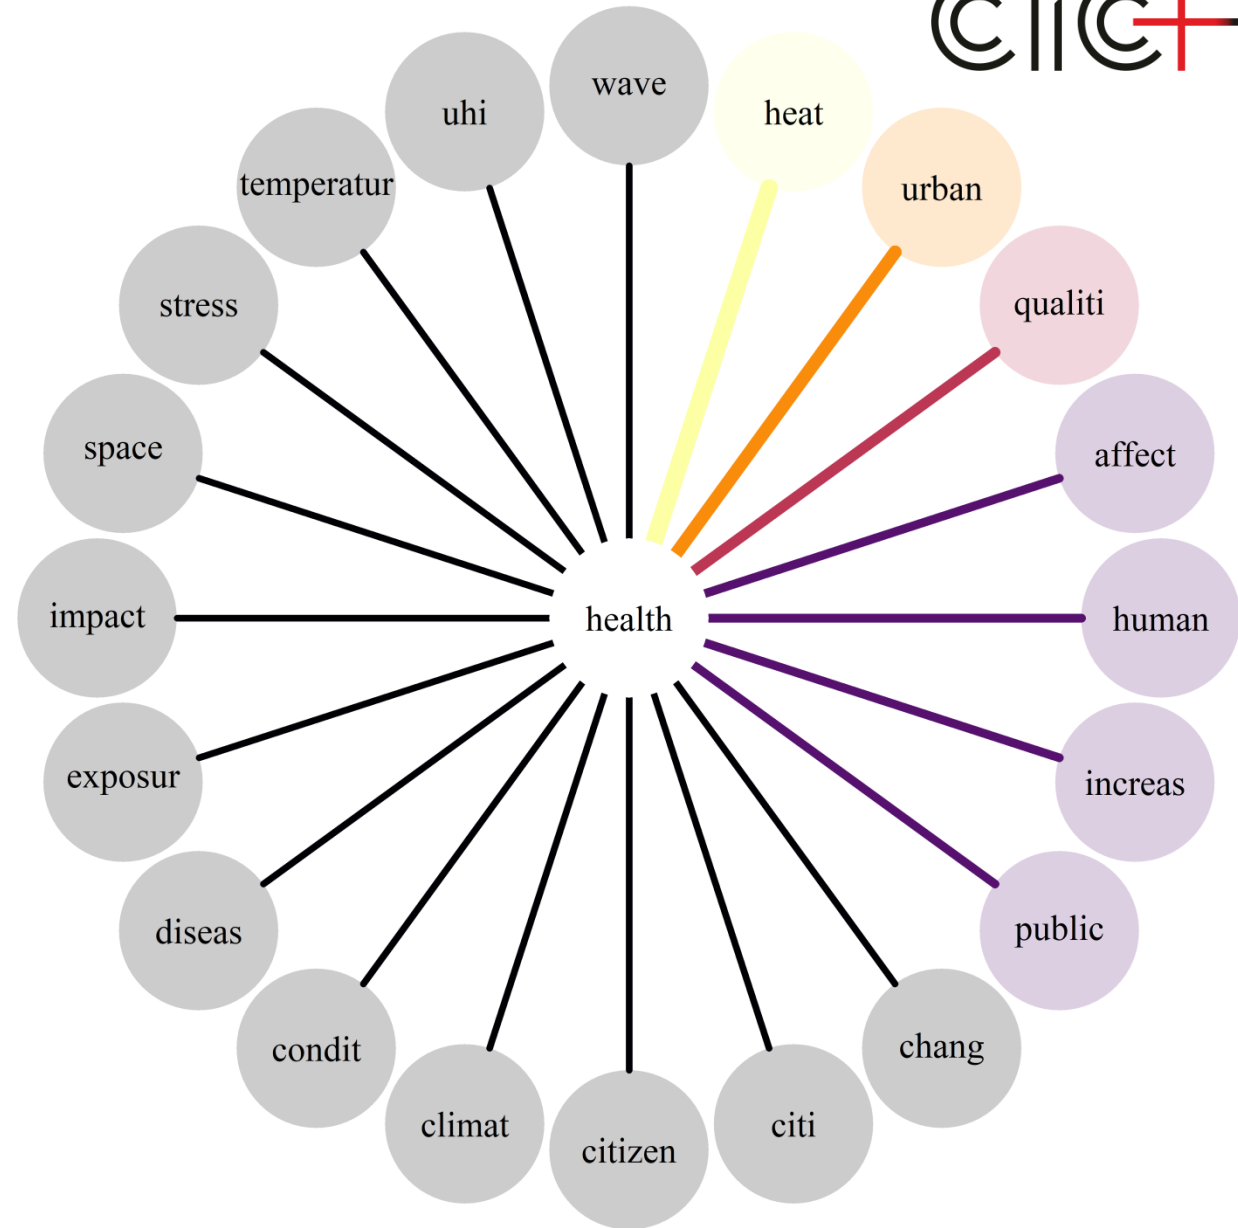 clic+
wave
heat
uhi
urban
temperatur
qualiti
stress
affect
space
human
impact
health
increas
exposur
public
diseas
chang
condit
citi
climat
citizen